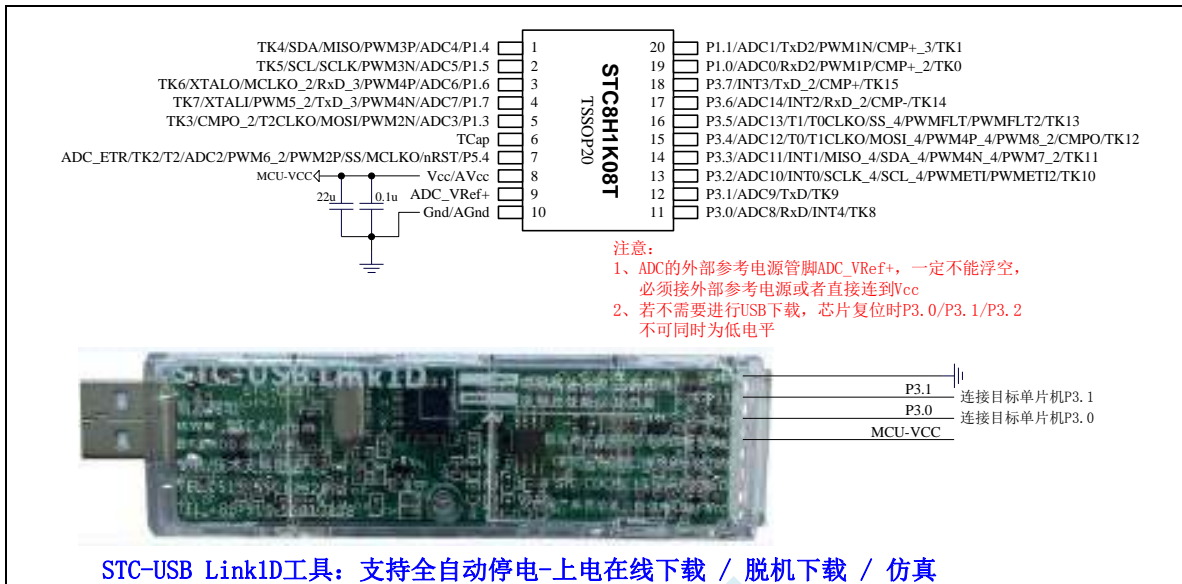 TK4/SDA/MISO/PWM3P/ADC4/P1.4 1
TK5/SCL/SCLK/PWM3N/ADC5/P1.5 2
TK6/XTALO/MCLKO_2/RxD_3/PWM4P/ADC6/P1.6 3
TK7/XTALI/PWM5_2/TxD_3/PWM4N/ADC7/P1.7 4
TK3/CMPO_2/T2CLKO/MOSI/PWM2N/ADC3/P1.3 5
TCap 6
ADC_ETR/TK2/T2/ADC2/PWM6_2/PWM2P/SS/MCLKO/nRST/P5.4 7
MCU-VCC Vcc/AVcc 8
22u 0.1u ADC_VRef+ 9
Gnd/AGnd 10
STC8H1K08T
TSSOP20
20 P1.1/ADC1/TxD2/PWM1N/CMP+_3/TK1
19 P1.0/ADC0/RxD2/PWM1P/CMP+_2/TK0
18 P3.7/INT3/TxD_2/CMP+/TK15
17 P3.6/ADC14/INT2/RxD_2/CMP-/TK14
16 P3.5/ADC13/T1/T0CLKO/SS_4/PWMFLT/PWMFLT2/TK13
15 P3.4/ADC12/T0/T1CLKO/MOSI_4/PWM4P_4/PWM8_2/CMPO/TK12
14 P3.3/ADC11/INT1/MISO_4/SDA_4/PWM4N_4/PWM7_2/TK11
13 P3.2/ADC10/INT0/SCLK_4/SCL_4/PWMETI/PWMETI2/TK10
12 P3.1/ADC9/TxD/TK9
11 P3.0/ADC8/RxD/INT4/TK8
注意:
1、ADC的外部参考电源管脚ADC_VRef+, 一定不能浮空,
必须接外部参考电源或者直接连到Vcc
2、若不需要进行USB下载, 芯片复位时P3.0/P3.1/P3.2
不可同时为低电平
STC-USB Link1D
P3.1 连接目标单片机P3.1
P3.0 连接目标单片机P3.0
MCU-VCC
STC-USB Link1D工具: 支持全自动停电-上电在线下载 / 脱机下载 / 仿真